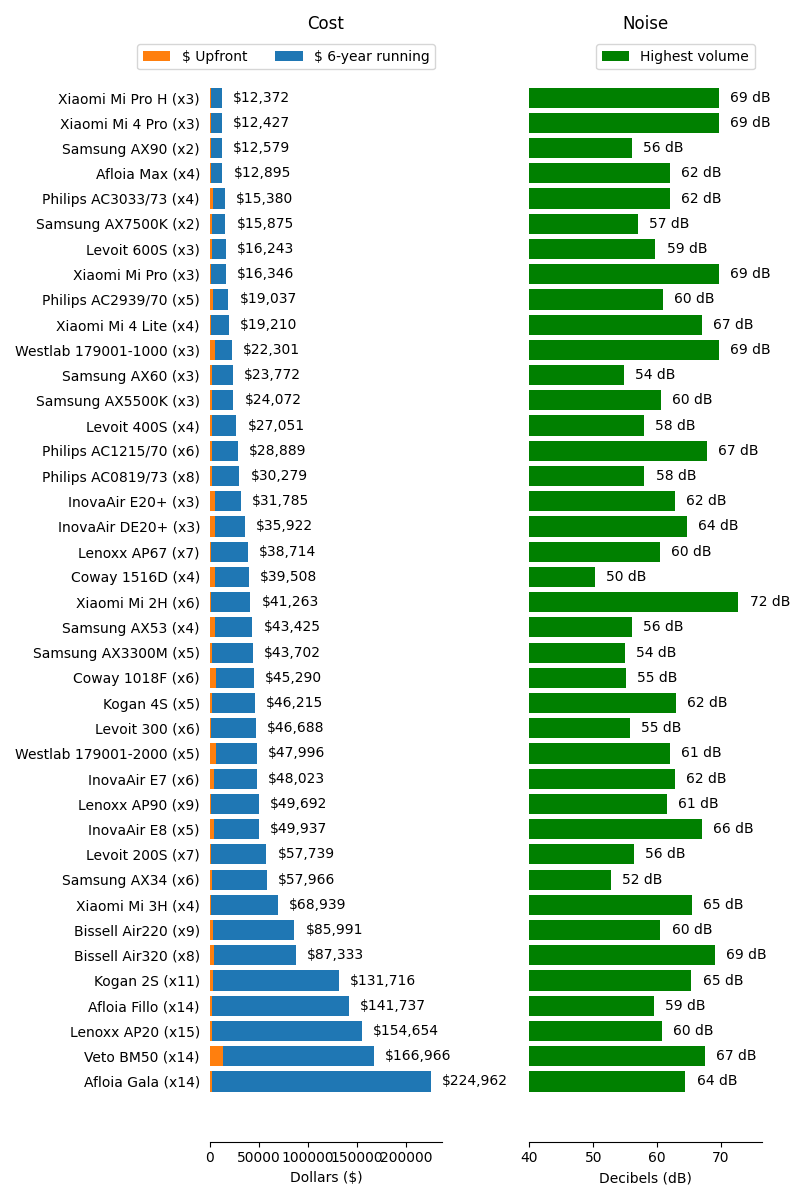 Cost Noise
$ Upfront $ 6-year running Highest volume
Xiaomi Mi Pro H (x3) $12,372 69 dB
Xiaomi Mi 4 Pro (x3) $12,427 69 dB
Samsung AX90 (x2) $12,579 56 dB
Afloia Max (x4) $12,895 62 dB
Philips AC3033/73 (x4) $15,380 62 dB
Samsung AX7500K (x2) $15,875 57 dB
Levoit 600S (x3) $16,243 59 dB
Xiaomi Mi Pro (x3) $16,346 69 dB
Philips AC2939/70 (x5) $19,037 60 dB
Xiaomi Mi 4 Lite (x4) $19,210 67 dB
Westlab 179001-1000 (x3) $22,301 69 dB
Samsung AX60 (x3) $23,772 54 dB
Samsung AX5500K (x3) $24,072 60 dB
Levoit 400S (x4) $27,051 58 dB
Philips AC1215/70 (x6) $28,889 67 dB
Philips AC0819/73 (x8) $30,279 58 dB
InovaAir E20+ (x3) $31,785 62 dB
InovaAir DE20+ (x3) $35,922 64 dB
Lenoxx AP67 (x7) $38,714 60 dB
Coway 1516D (x4) $39,508 50 dB
Xiaomi Mi 2H (x6) $41,263 72 dB
Samsung AX53 (x4) $43,425 56 dB
Samsung AX3300M (x5) $43,702 54 dB
Coway 1018F (x6) $45,290 55 dB
Kogan 4S (x5) $46,215 62 dB
Levoit 300 (x6) $46,688 55 dB
Westlab 179001-2000 (x5) $47,996 61 dB
InovaAir E7 (x6) $48,023 62 dB
Lenoxx AP90 (x9) $49,692 61 dB
InovaAir E8 (x5) $49,937 66 dB
Levoit 200S (x7) $57,739 56 dB
Samsung AX34 (x6) $57,966 52 dB
Xiaomi Mi 3H (x4) $68,939 65 dB
Bissell Air220 (x9) $85,991 60 dB
Bissell Air320 (x8) $87,333 69 dB
Kogan 2S (x11) $131,716 65 dB
Afloia Fillo (x14) $141,737 59 dB
Lenoxx AP20 (x15) $154,654 60 dB
Veto BM50 (x14) $166,966 67 dB
Afloia Gala (x14) $224,962 64 dB
0 50000 100000 150000 200000 40 50 60 70
Dollars ($) Decibels (dB)